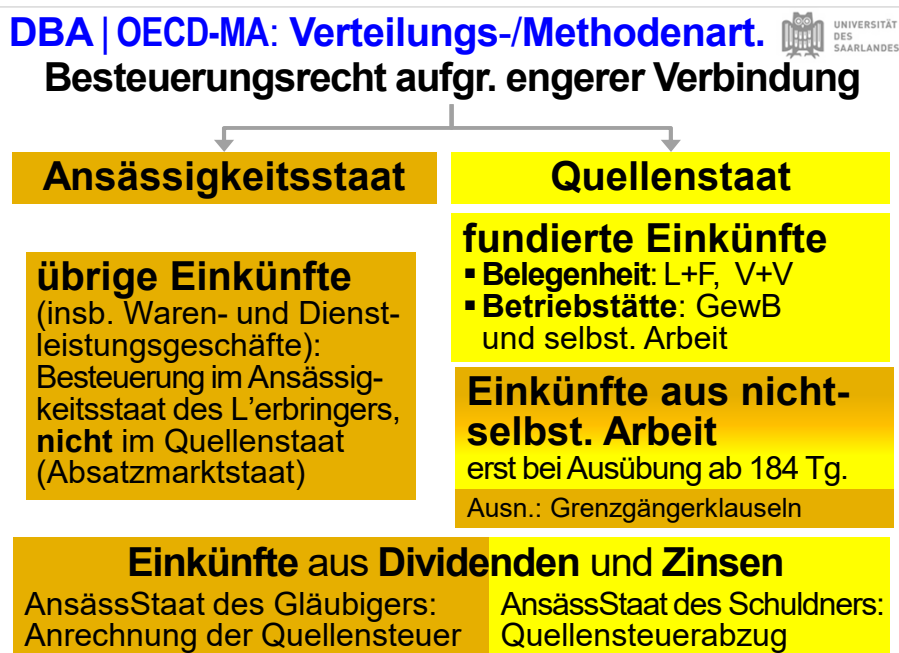 DBA | OECD-MA: Verteilungs-/Methodenart.
UNIVERSITÄT
DES
SAARLANDES
Besteuerungsrecht aufgr. engerer Verbindung
Ansässigkeitsstaat
übrige Einkünfte
(insb. Waren- und Dienst-
leistungsgeschäfte):
Besteuerung im Ansässig-
keitsstaat des L'erbringers,
nicht im Quellenstaat
(Absatzmarktstaat)
Quellenstaat
fundierte Einkünfte
▪ Belegenheit: L+F, V+V
▪ Betriebstätte: GewB
und selbst. Arbeit
Einkünfte aus nicht-
selbst. Arbeit
erst bei Ausübung ab 184 Tg.
Ausn.: Grenzgängerklauseln
Einkünfte aus Dividenden und Zinsen
AnsässStaat des Gläubigers:
Anrechnung der Quellensteuer
AnsässStaat des Schuldners:
Quellensteuerabzug